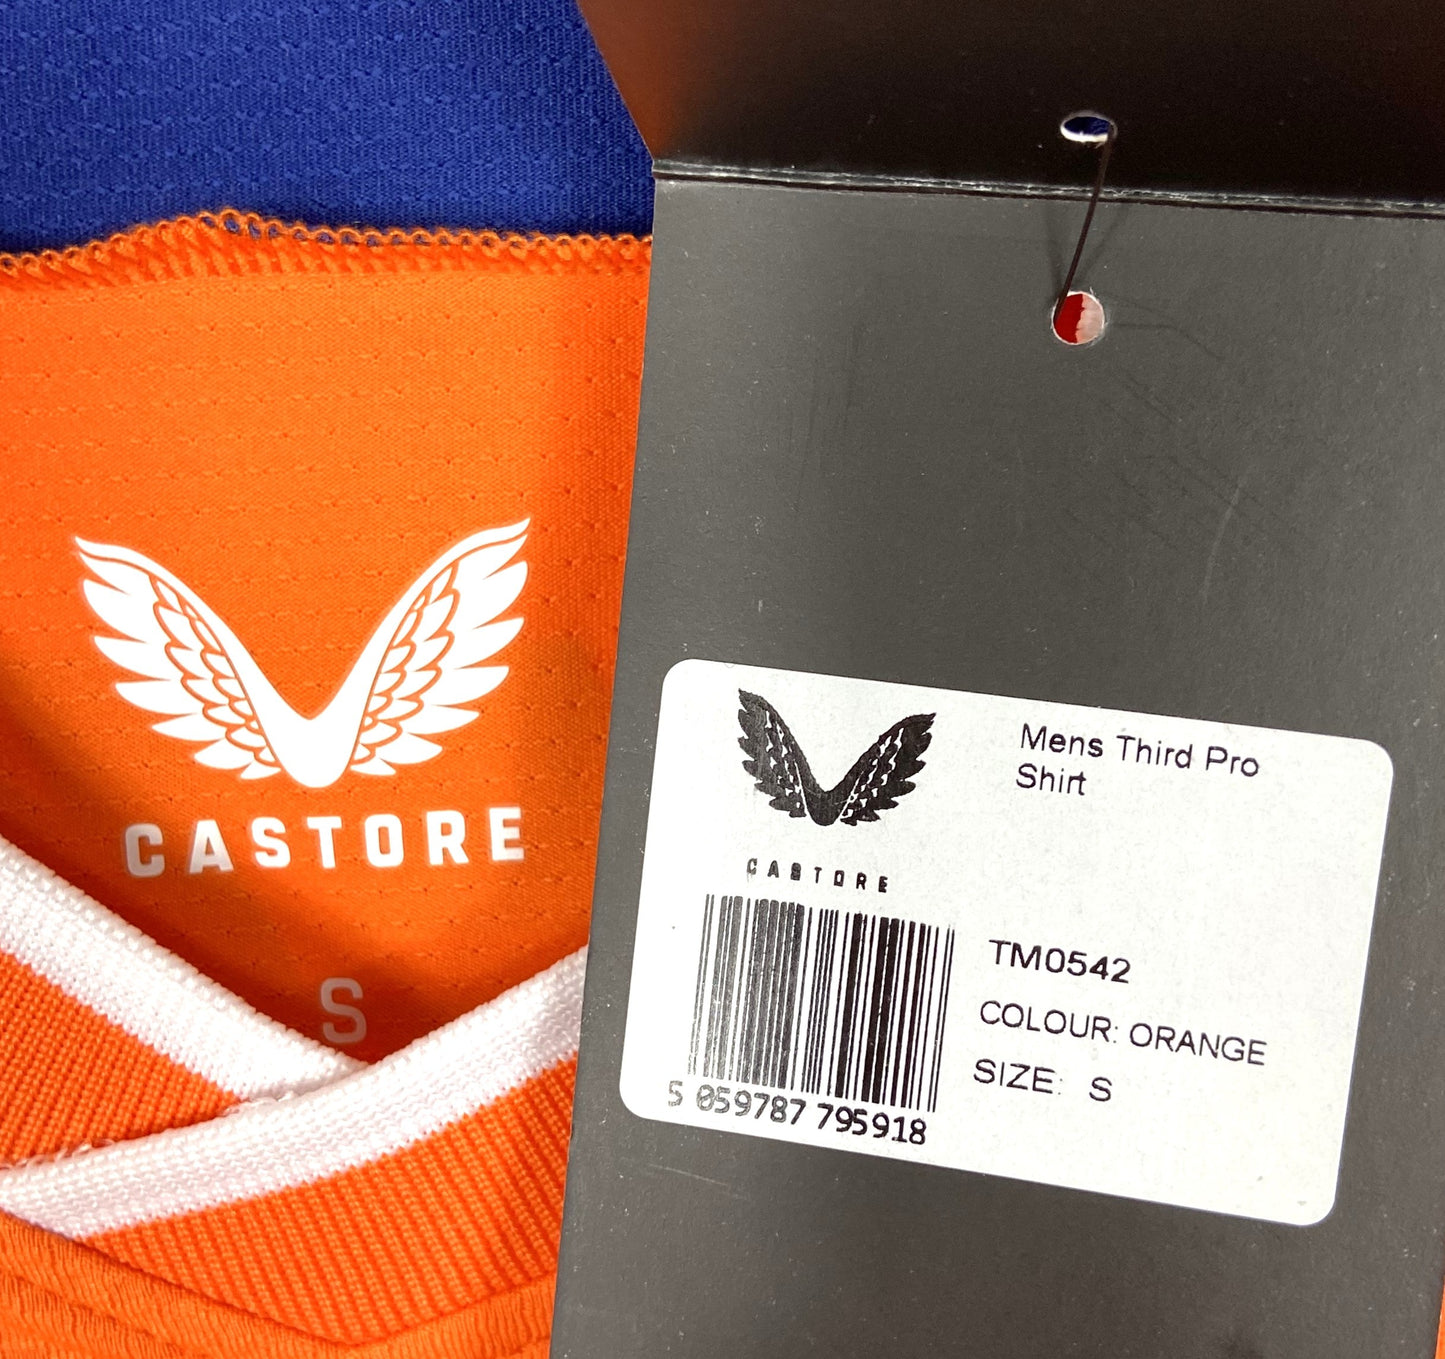 CASTORE
S
Mens Third Pro
Shirt
CASTORE
TM0542
COLOUR: ORANGE
SIZE: S
5 059787 795918